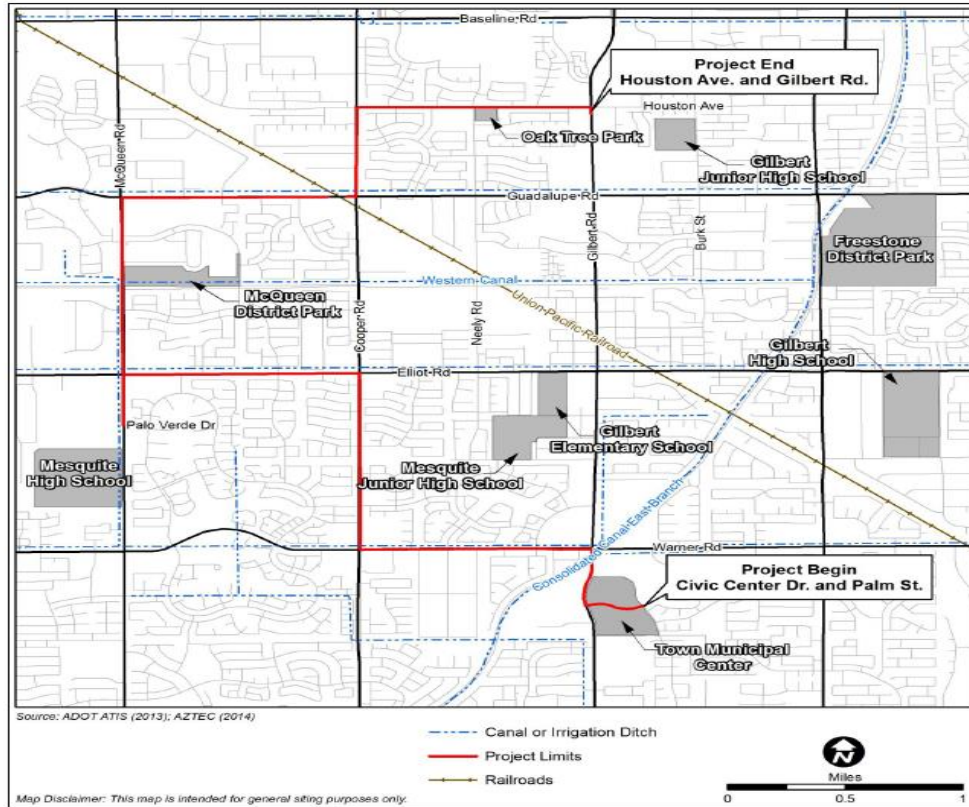 Baseline Rd
Project End
Houston Ave. and Gilbert Rd.
Houston Ave
Oak Tree Park
McQueen Rd
Gilbert
Junior High School
Guadalupe Rd
Gilbert Rd
Burk St
Freestone
District Park
Western Canal
McQueen
District Park
Union Pacific Railroad
Cooper Rd
Neely Rd
Gilbert
High School
Elliot Rd
Palo Verde Dr
Gilbert
Elementary School
Mesquite
High School
Mesquite
Junior High School
Consolidated Canal East Branch
Warner Rd
Project Begin
Civic Center Dr. and Palm St.
Town Municipal
Center
Source: ADOT ATIS (2013); AZTEC (2014)
Canal or Irrigation Ditch
Project Limits
Railroads
Miles
0 0.5 1
Map Disclaimer: This map is intended for general siting purposes only.